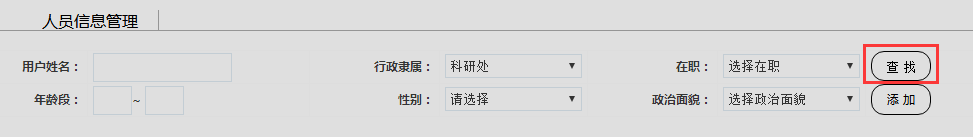 人员信息管理
用户姓名： 行政隶属： 科研处 在职： 选择在职 查 找
年龄段： ~ 性别： 请选择 政治面貌： 选择政治面貌 添 加